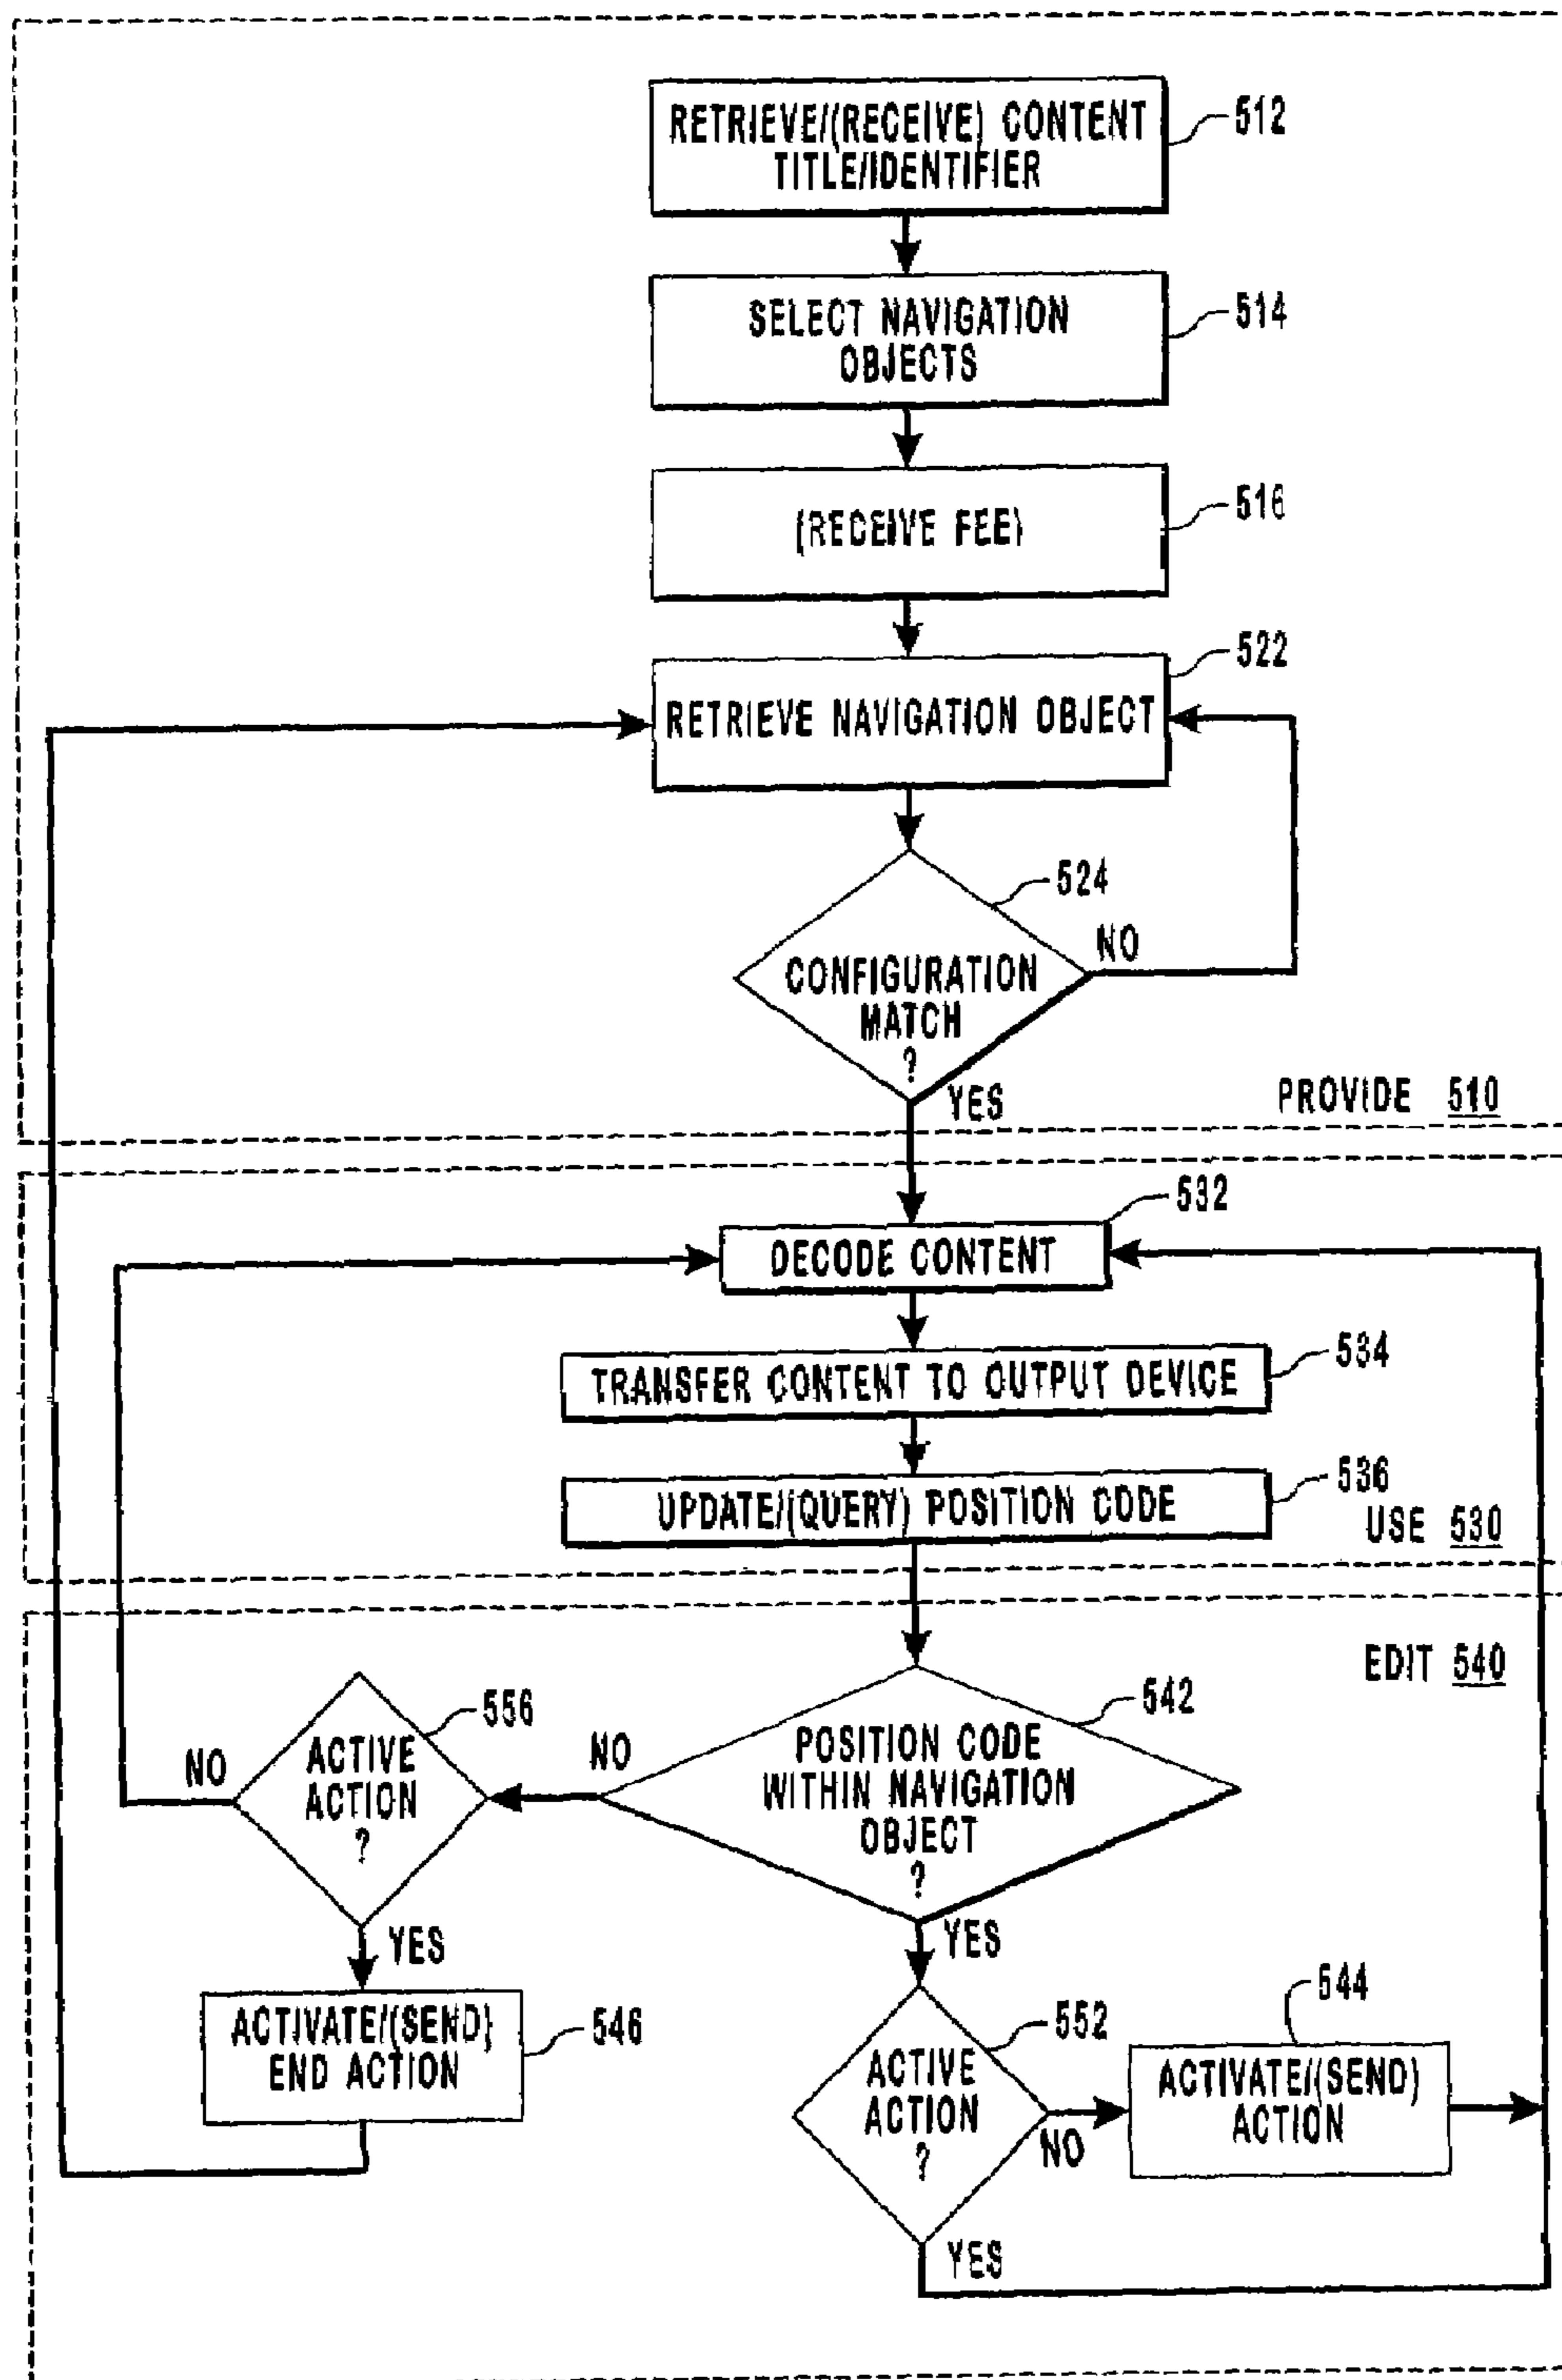 RETRIEVE/(RECEIVE) CONTENT
TITLE/IDENTIFIER
512
SELECT NAVIGATION
OBJECTS
514
(RECEIVE FEE)
516
522
RETRIEVE NAVIGATION OBJECT
524
NO
CONFIGURATION
MATCH
?
YES
PROVIDE 510
532
DECODE CONTENT
534
TRANSFER CONTENT TO OUTPUT DEVICE
536
UPDATE/(QUERY) POSITION CODE
USE 530
EDIT 540
556
542
NO
ACTIVE
ACTION
?
NO
POSITION CODE
WITHIN NAVIGATION
OBJECT
?
YES
YES
ACTIVATE/(SEND)
END ACTION
546
552
544
ACTIVE
ACTION
?
NO
ACTIVATE/(SEND)
ACTION
YES